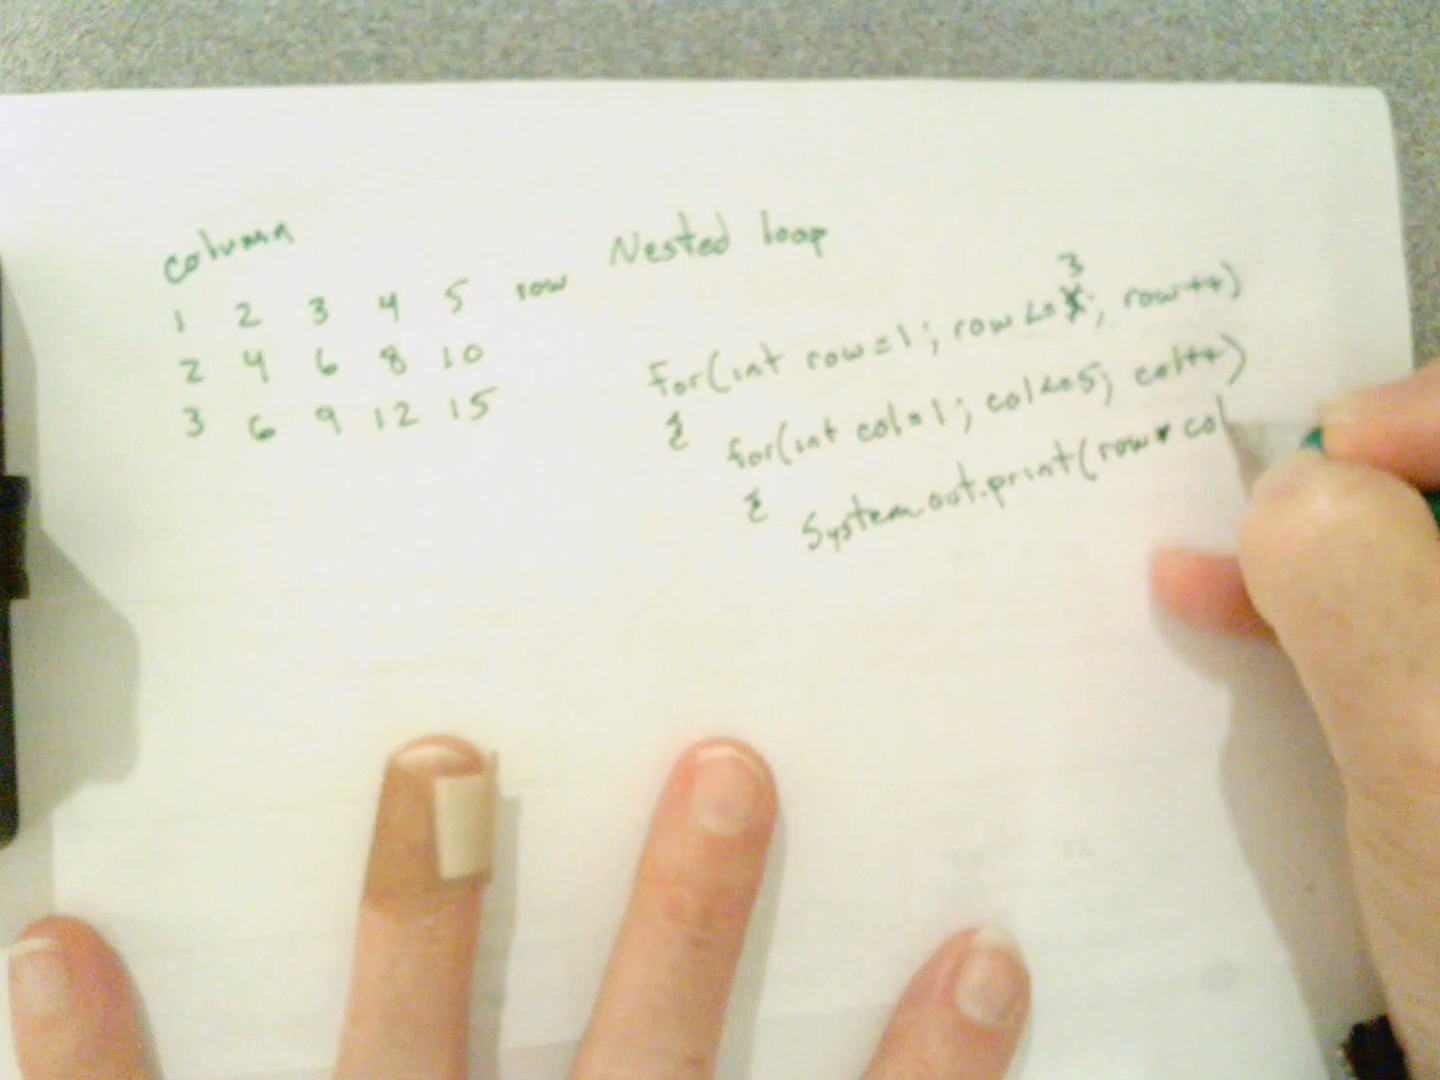 column
1 2 3 4 5 row
2 4 6 8 10
3 6 9 12 15
Nested loop
for(int row=1; row<=3; row++)
{ for(int col=1; col<=5; col++)
{ System.out.print(row*col